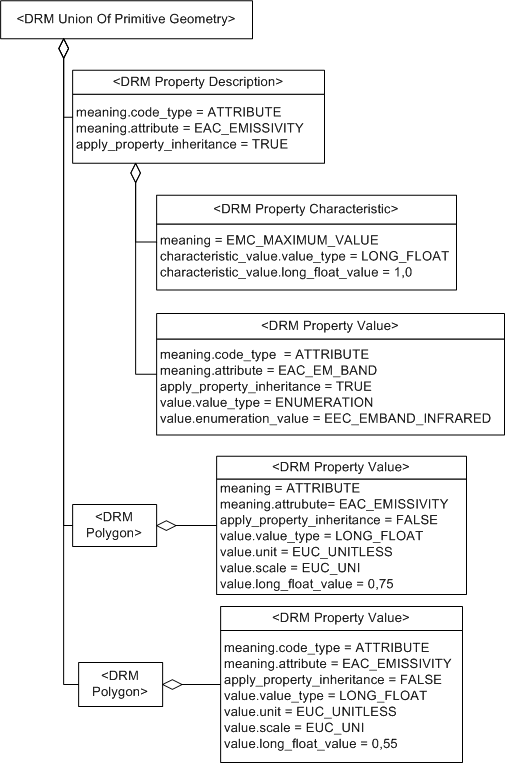 <DRM Union Of Primitive Geometry>
<DRM Property Description>
meaning.code_type = ATTRIBUTE
meaning.attribute = EAC_EMISSIVITY
apply_property_inheritance = TRUE
<DRM Property Characteristic>
meaning = EMC_MAXIMUM_VALUE
characteristic_value.value_type = LONG_FLOAT
characteristic_value.long_float_value = 1,0
<DRM Property Value>
meaning.code_type  = ATTRIBUTE
meaning.attribute = EAC_EM_BAND
apply_property_inheritance = TRUE
value.value_type = ENUMERATION
value.enumeration_value = EEC_EMBAND_INFRARED
<DRM
Polygon>
<DRM Property Value>
meaning = ATTRIBUTE
meaning.attrubute= EAC_EMISSIVITY
apply_property_inheritance = FALSE
value.value_type = LONG_FLOAT
value.unit = EUC_UNITLESS
value.scale = EUC_UNI
value.long_float_value = 0,75
<DRM
Polygon>
<DRM Property Value>
meaning.code_type = ATTRIBUTE
meaning.attribute = EAC_EMISSIVITY
apply_property_inheritance = FALSE
value.value_type = LONG_FLOAT
value.unit = EUC_UNITLESS
value.scale = EUC_UNI
value.long_float_value = 0,55